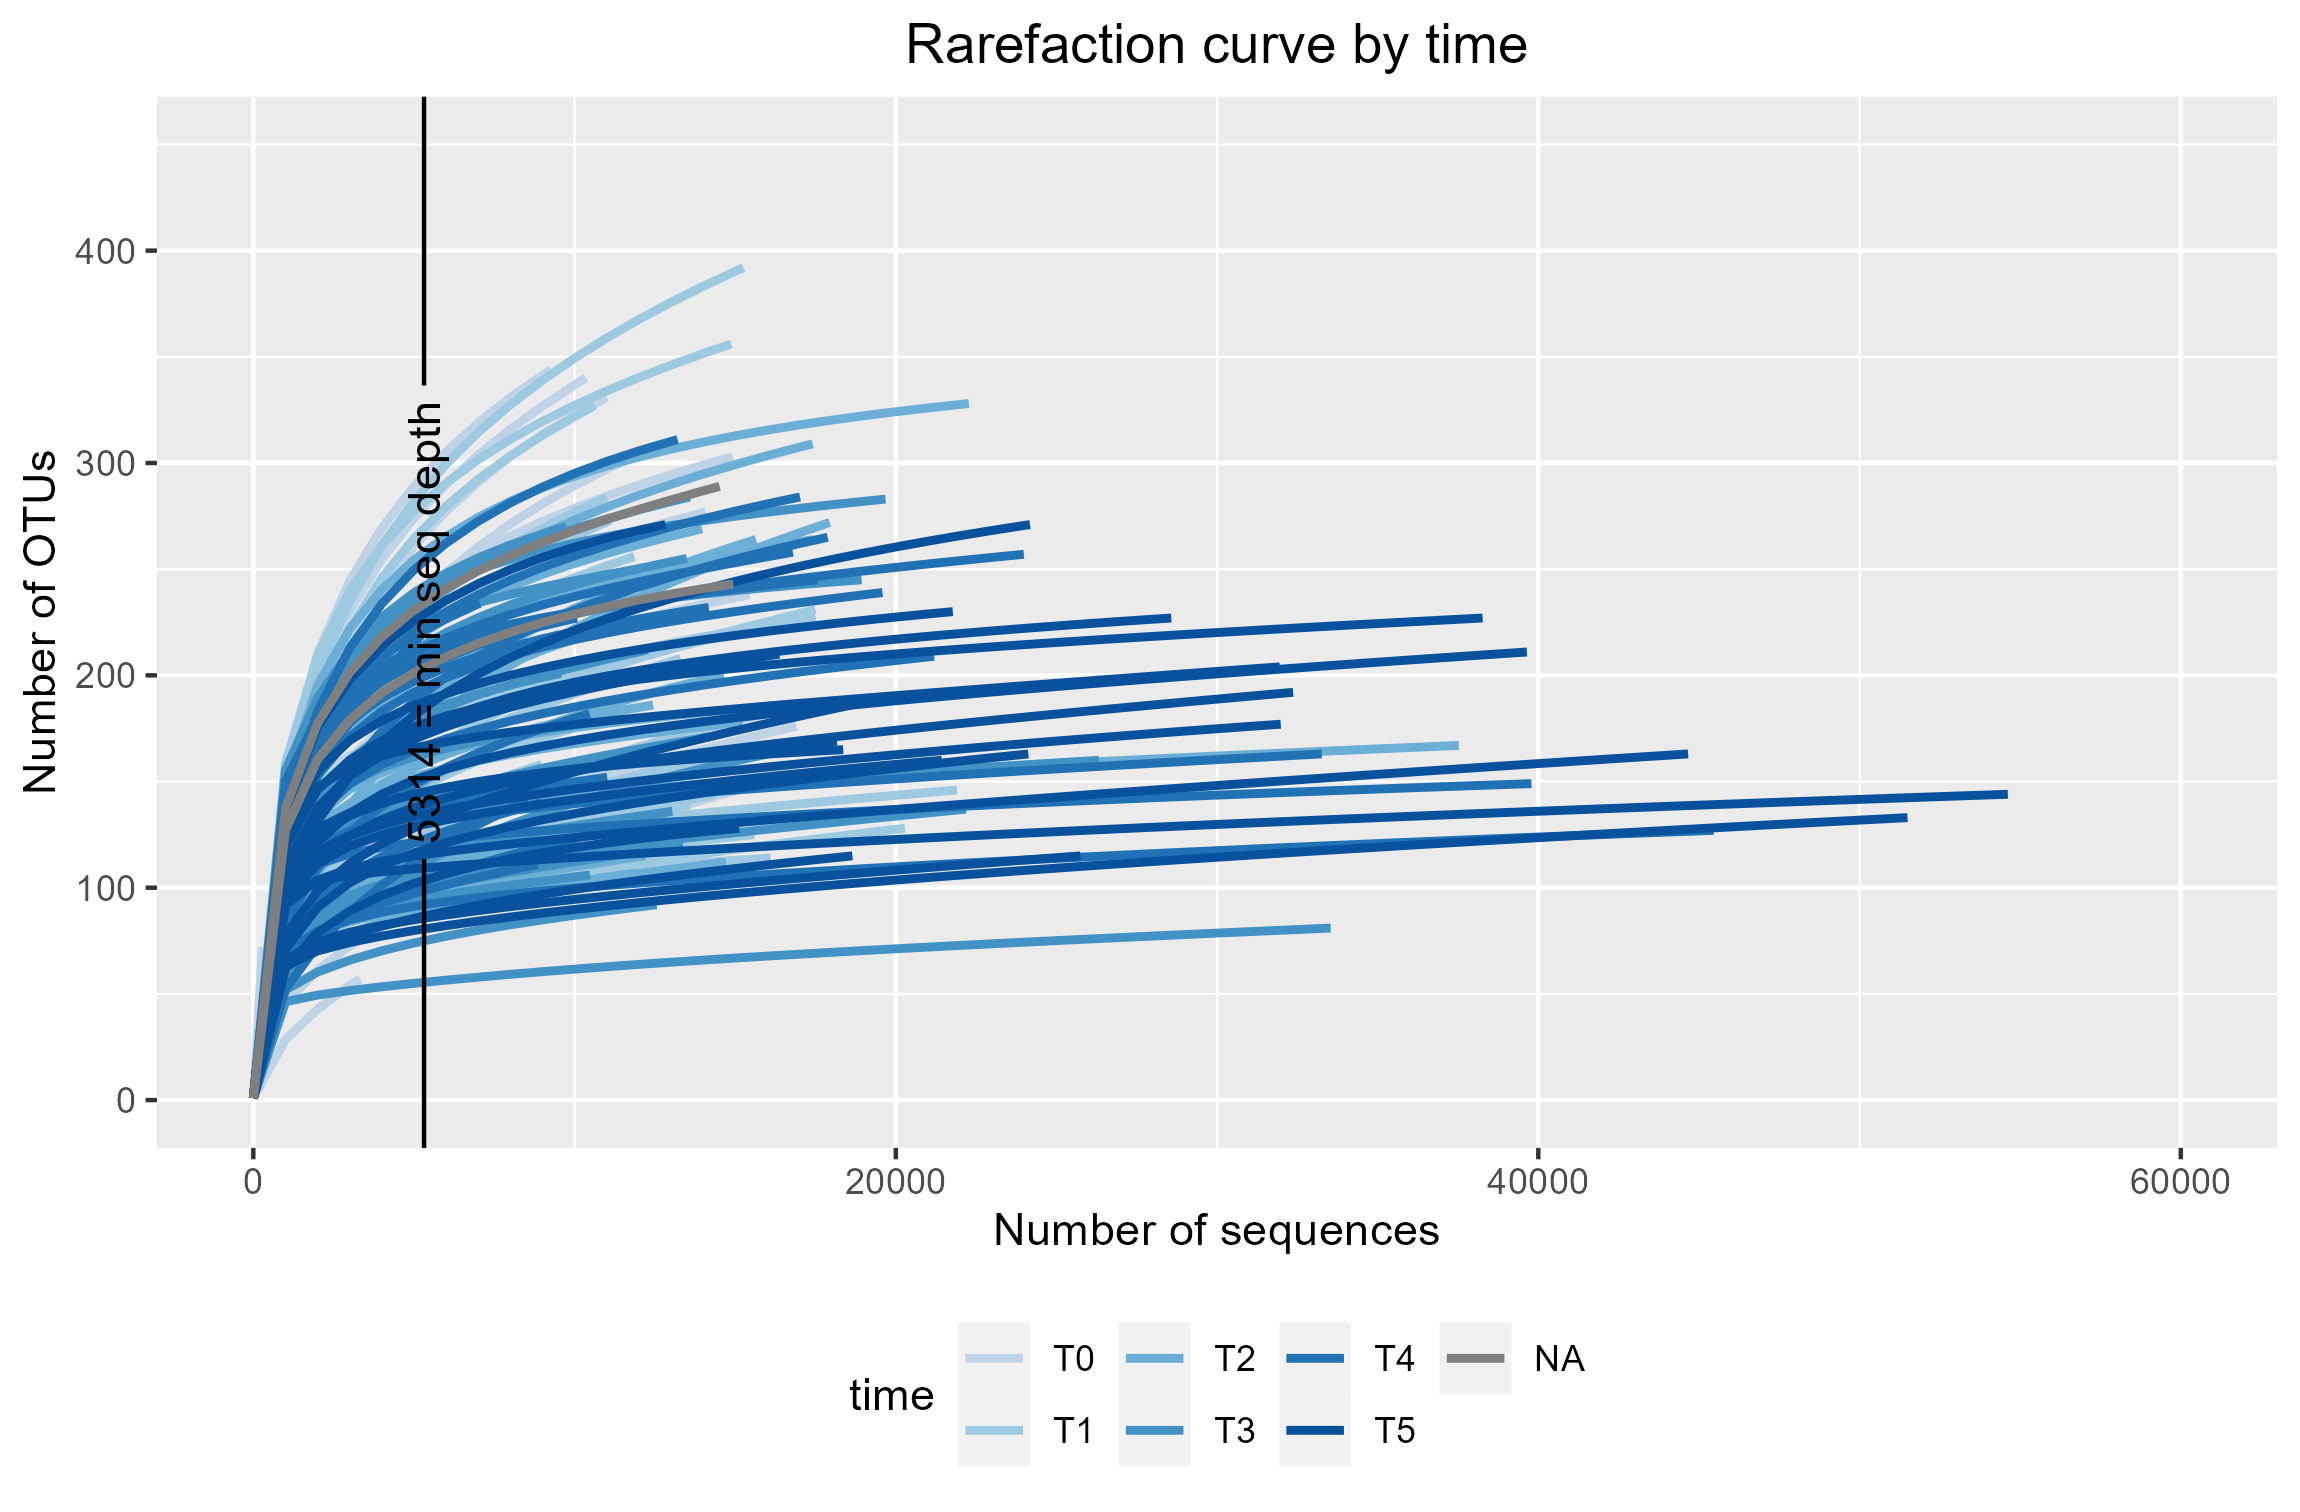 Rarefaction curve by time
Number of OTUs
400
300
200
100
0
5314 = min seq depth
0 20000 40000 60000
Number of sequences
time
T0 T2 T4 NA
T1 T3 T5